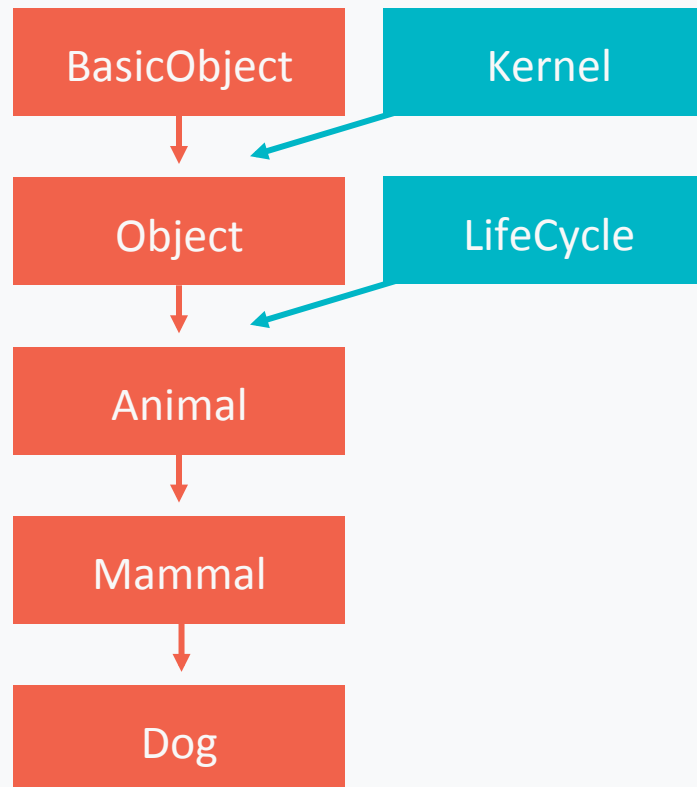 BasicObject
Kernel
Object
LifeCycle
Animal
Mammal
Dog